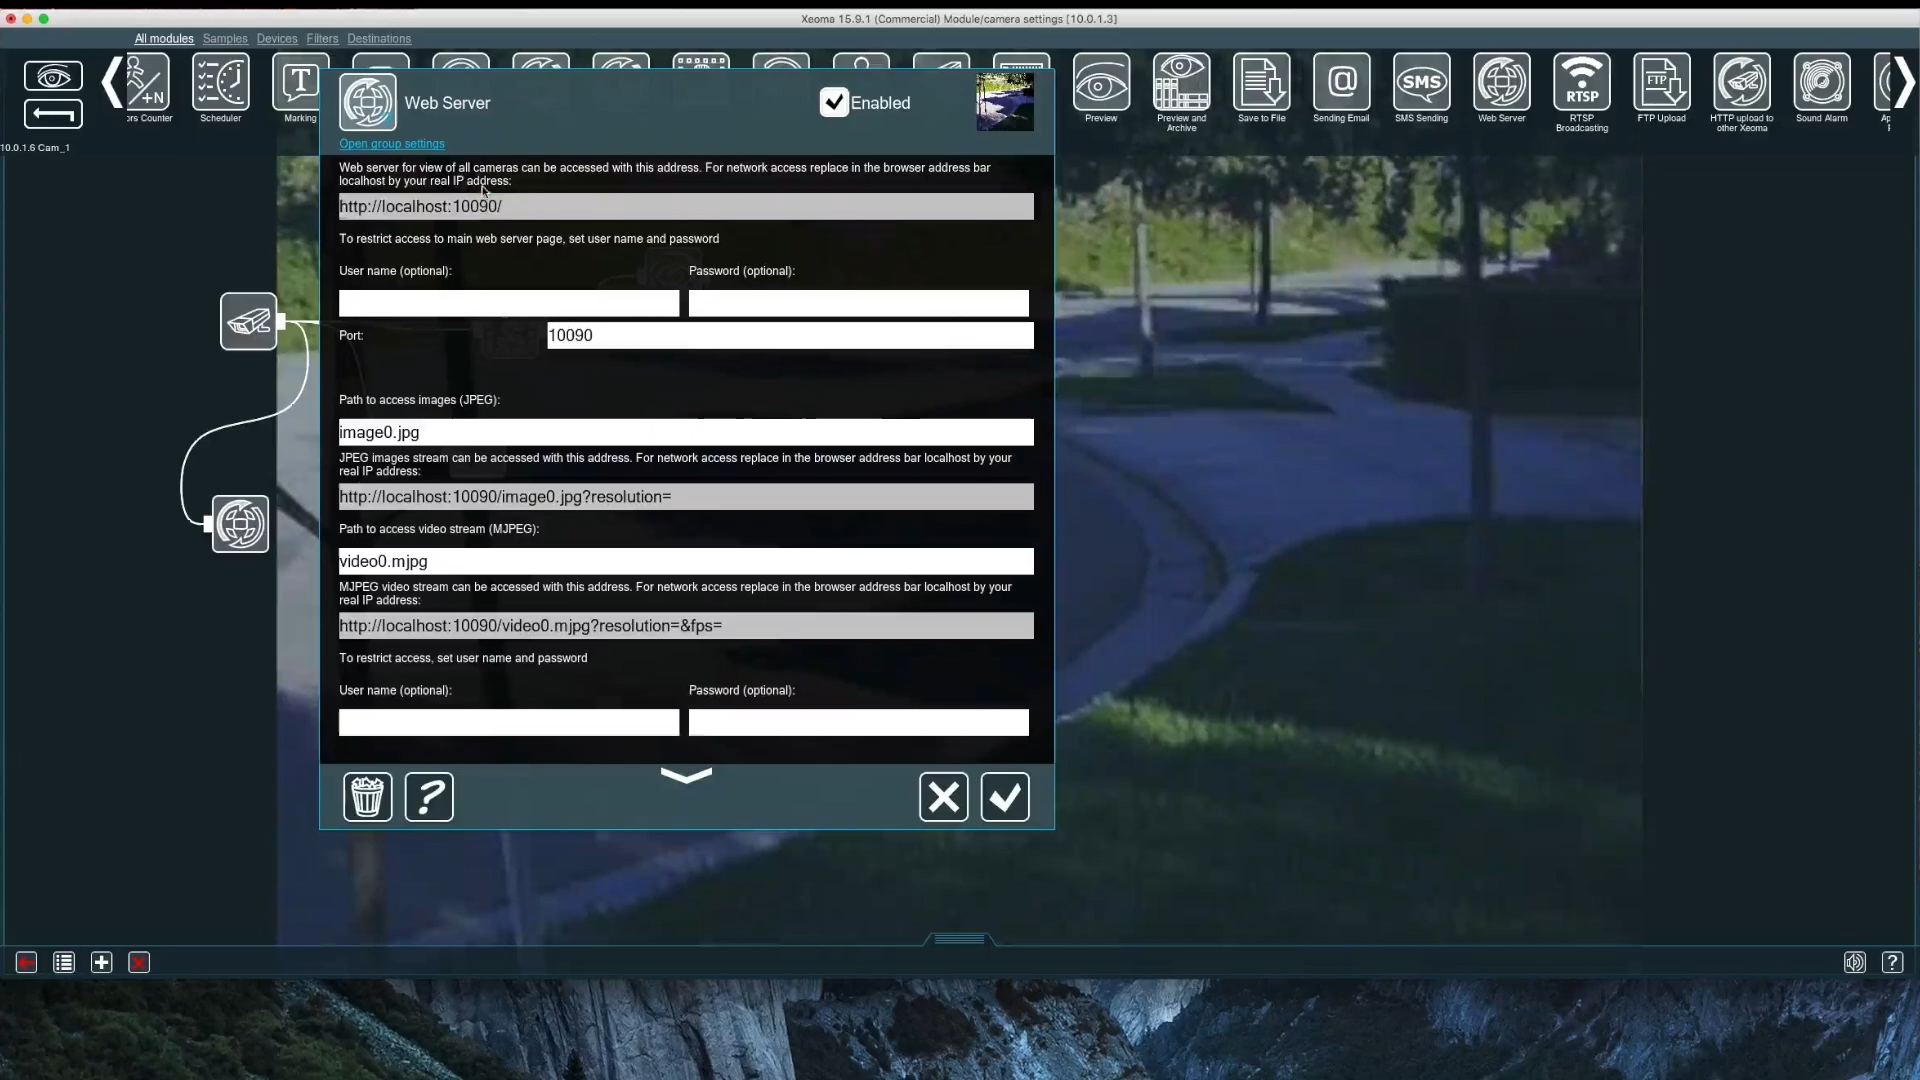 Xeoma 15.9.1 (Commercial) Module/camera settings [10.0.1.3]
All modules Samples Devices Filters Destinations
ors Counter Scheduler Marking Preview Preview and Archive Save to File Sending Email SMS Sending Web Server RTSP Broadcasting FTP Upload HTTP upload to other Xeoma Sound Alarm
+N T @ SMS RTSP FTP
10.0.1.6 Cam_1
Web Server
Enabled
Open group settings
Web server for view of all cameras can be accessed with this address. For network access replace in the browser address bar
localhost by your real IP address:
http://localhost:10090/
To restrict access to main web server page, set user name and password
User name (optional): Password (optional):
Port: 10090
Path to access images (JPEG):
image0.jpg
JPEG images stream can be accessed with this address. For network access replace in the browser address bar localhost by your
real IP address:
http://localhost:10090/image0.jpg?resolution=
Path to access video stream (MJPEG):
video0.mjpg
MJPEG video stream can be accessed with this address. For network access replace in the browser address bar localhost by your
real IP address:
http://localhost:10090/video0.mjpg?resolution=&fps=
To restrict access, set user name and password
User name (optional): Password (optional):
?
?